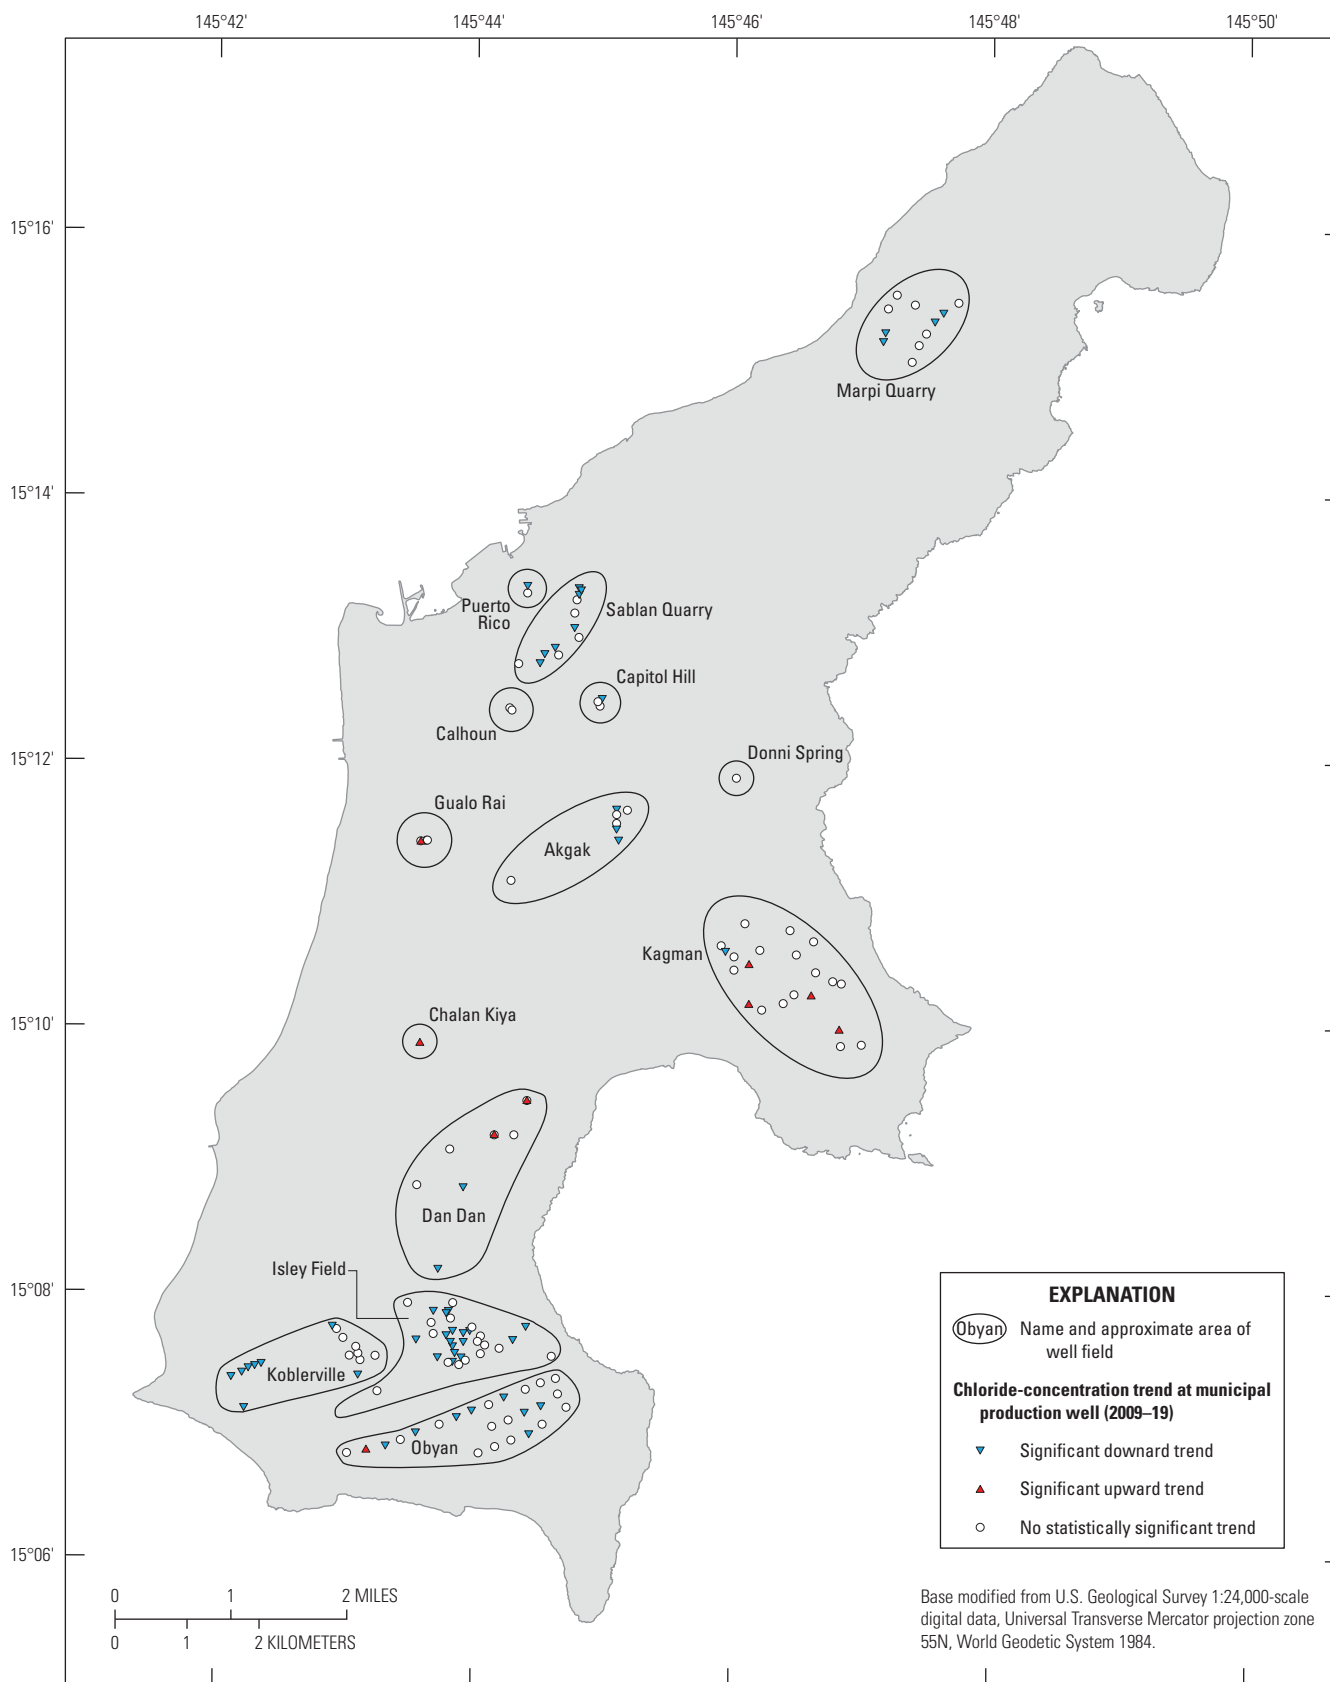 145°42'
145°44'
145°46'
145°48'
145°50'
15°16'
Marpi Quarry
15°14'
Puerto
Rico
Sablan Quarry
Capitol Hill
Calhoun
15°12'
Donni Spring
Gualo Rai
Akgak
Kagman
15°10'
Chalan Kiya
Dan Dan
Isley Field
15°08'
Koblerville
Obyan
15°06'
EXPLANATION
Obyan
Name and approximate area of
well field
Chloride-concentration trend at municipal
production well (2009–19)
Significant downard trend
Significant upward trend
No statistically significant trend
0 1 2 MILES
0 1 2 KILOMETERS
Base modified from U.S. Geological Survey 1:24,000-scale
digital data, Universal Transverse Mercator projection zone
55N, World Geodetic System 1984.